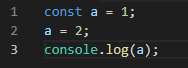 1 const a = 1;
2 a = 2;
3 console.log(a);